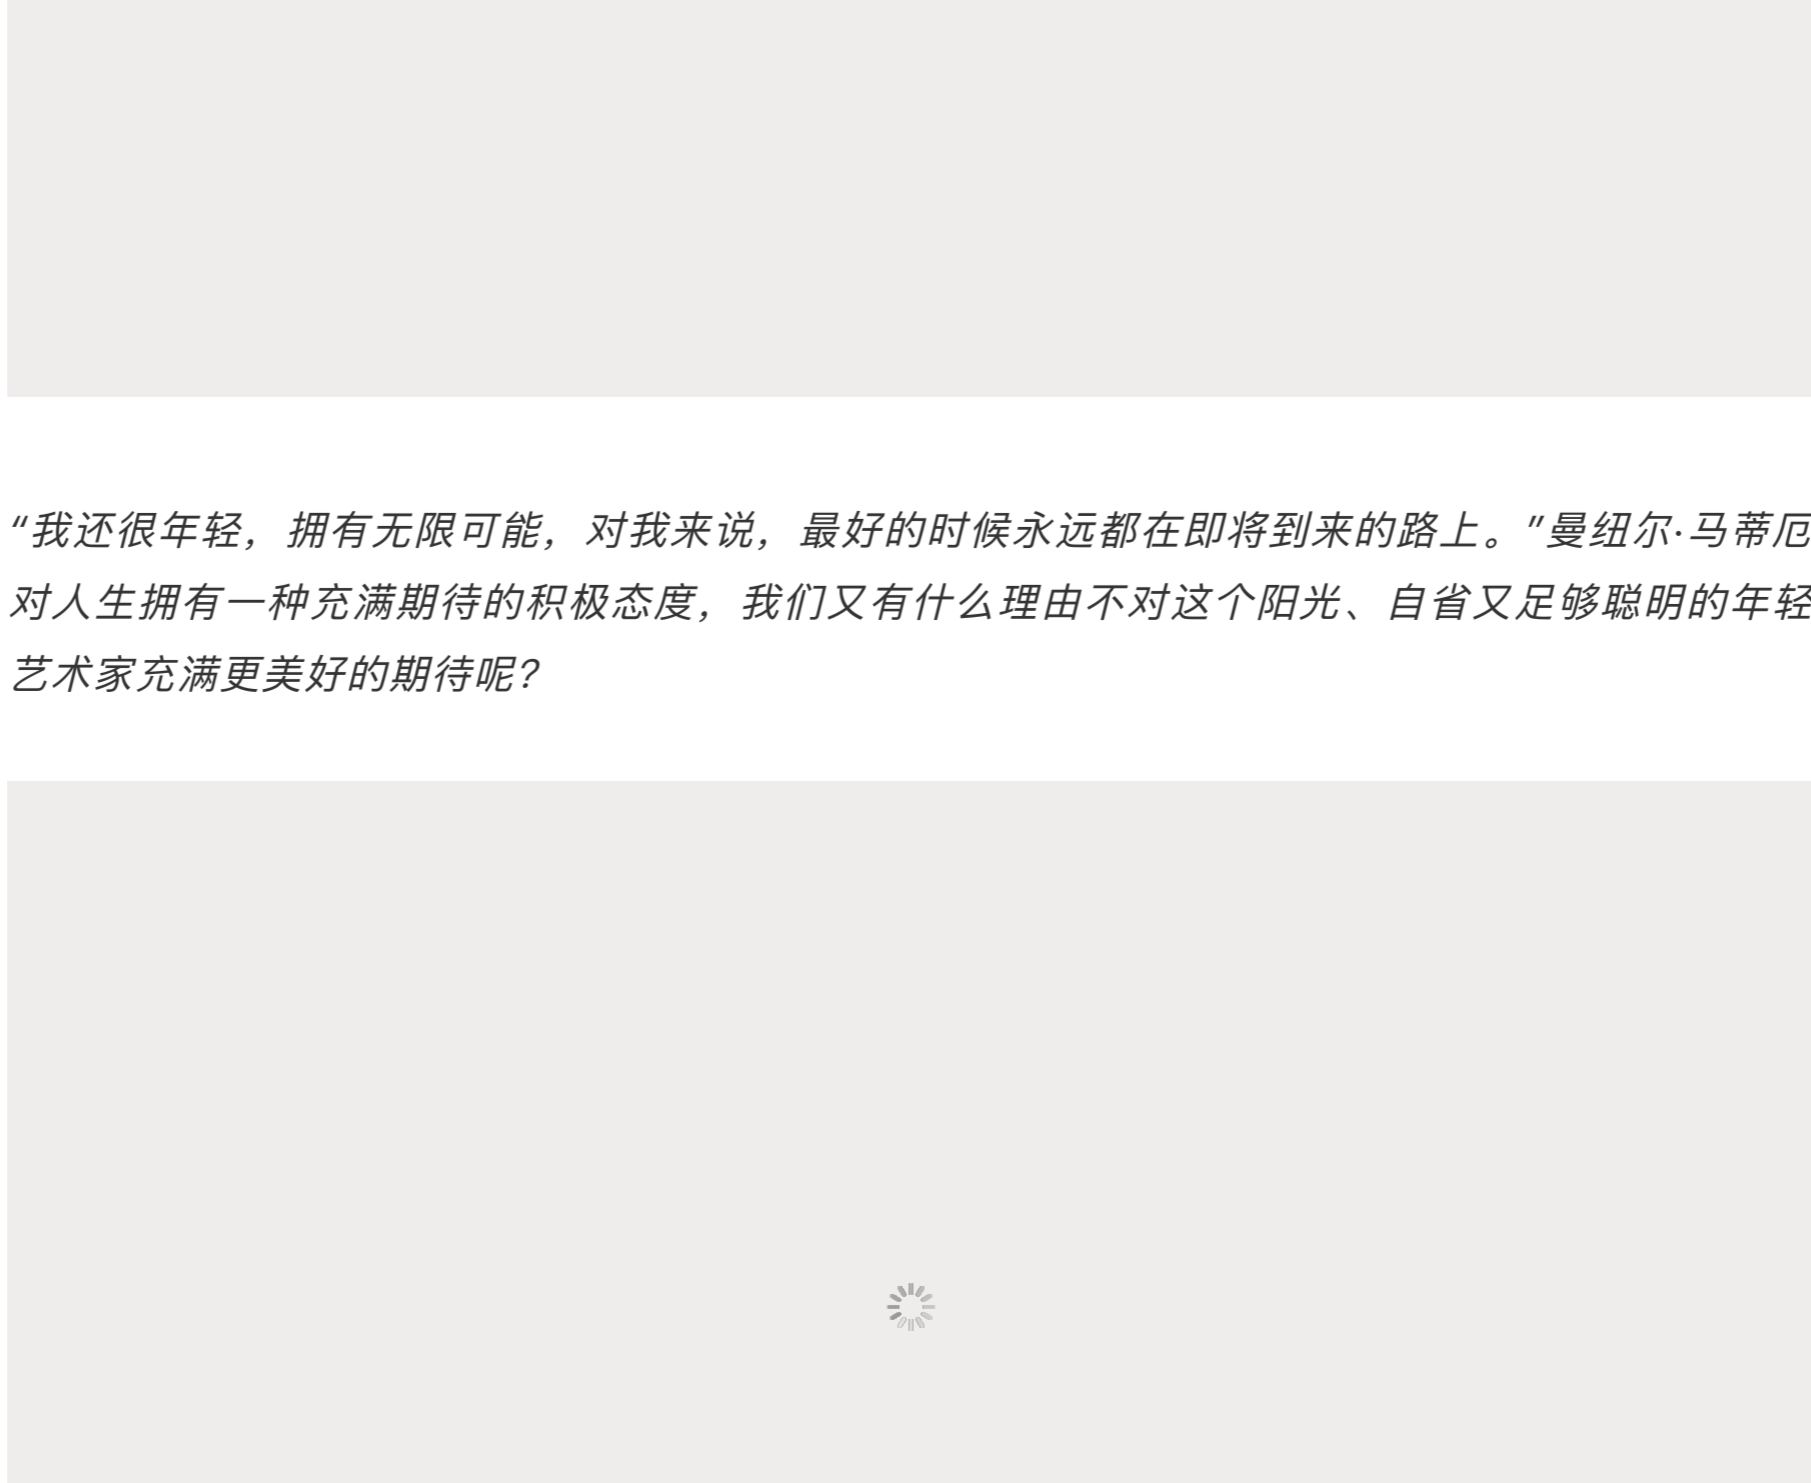 “我还很年轻，拥有无限可能，对我来说，最好的时候永远都在即将到来的路上。”曼纽尔·马蒂厄
对人生拥有一种充满期待的积极态度，我们又有什么理由不对这个阳光、自省又足够聪明的年轻
艺术家充满更美好的期待呢？